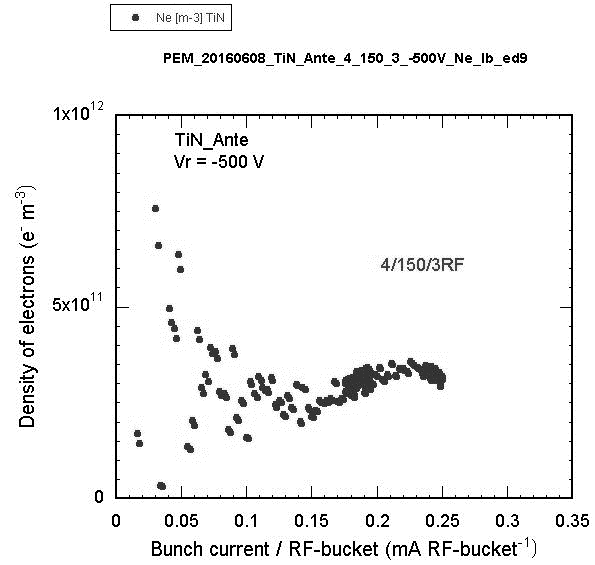 Ne [m-3] TiN
PEM_20160608_TiN_Ante_4_150_3_-500V_Ne_Ib_ed9
1x10¹²
TiN_Ante
Vr = -500 V
4/150/3RF
5x10¹¹
0
0 0.05 0.1 0.15 0.2 0.25 0.3 0.35
Density of electrons (e⁻ m⁻³)
Bunch current / RF-bucket (mA RF-bucket⁻¹)